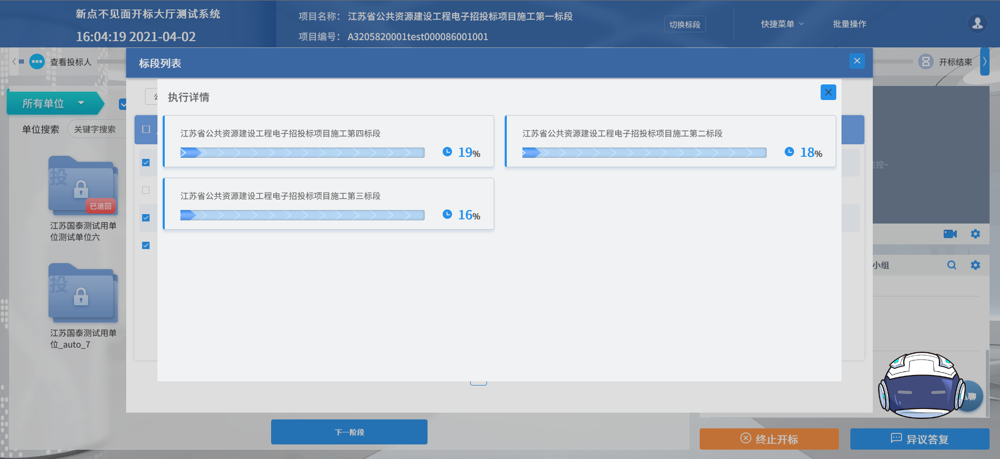 新点不见面开标大厅测试系统
16:04:19 2021-04-02
项目名称： 江苏省公共资源建设工程电子招投标项目施工第一标段
项目编号： A3205820001test000086001001
切换标段
快捷菜单
批量操作
查看投标人
标段列表
开标结束
所有单位
单位搜索
关键字搜索
执行详情
江苏省公共资源建设工程电子招投标项目施工第四标段
19%
江苏省公共资源建设工程电子招投标项目施工第二标段
18%
江苏省公共资源建设工程电子招投标项目施工第三标段
16%
控~
投
已退回
江苏国泰测试用单
位测试单位六
小组
投
江苏国泰测试用单
位_auto_7
聊
下一阶段
终止开标
异议答复